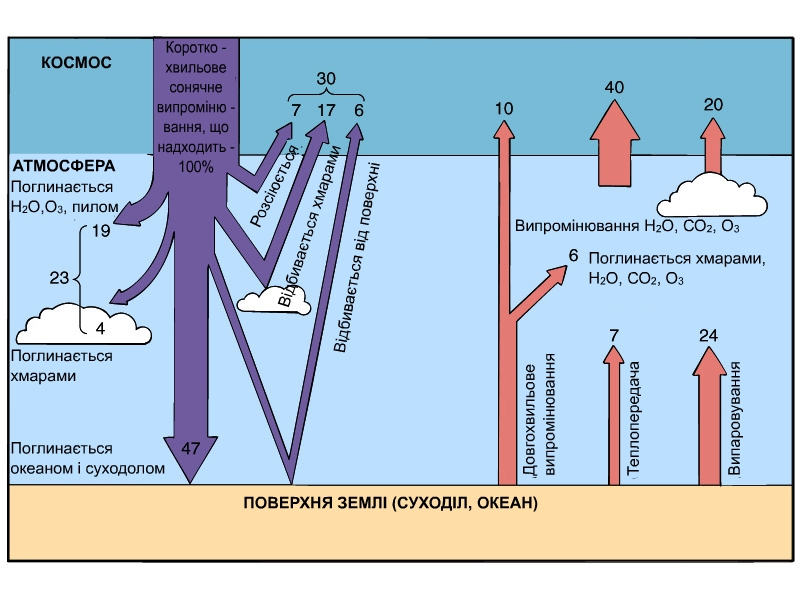 КОСМОС
Коротко -
хвильове
сонячне
випроміню -
вання, що
надходить -
100%
30
7 17 6
10
40
20
АТМОСФЕРА
Поглинається
H₂O,O₃, пилом
19
23
4
Поглинається
хмарами
Розсіюється
Відбивається хмарами
Відбивається від поверхні
Випромінювання H₂O, CO₂, O₃
6
Поглинається хмарами,
H₂O, CO₂, O₃
7
24
Довгохвильове
випромінювання
Теплопередача
Випаровування
Поглинається
океаном і суходолом
47
ПОВЕРХНЯ ЗЕМЛІ (СУХОДІЛ, ОКЕАН)